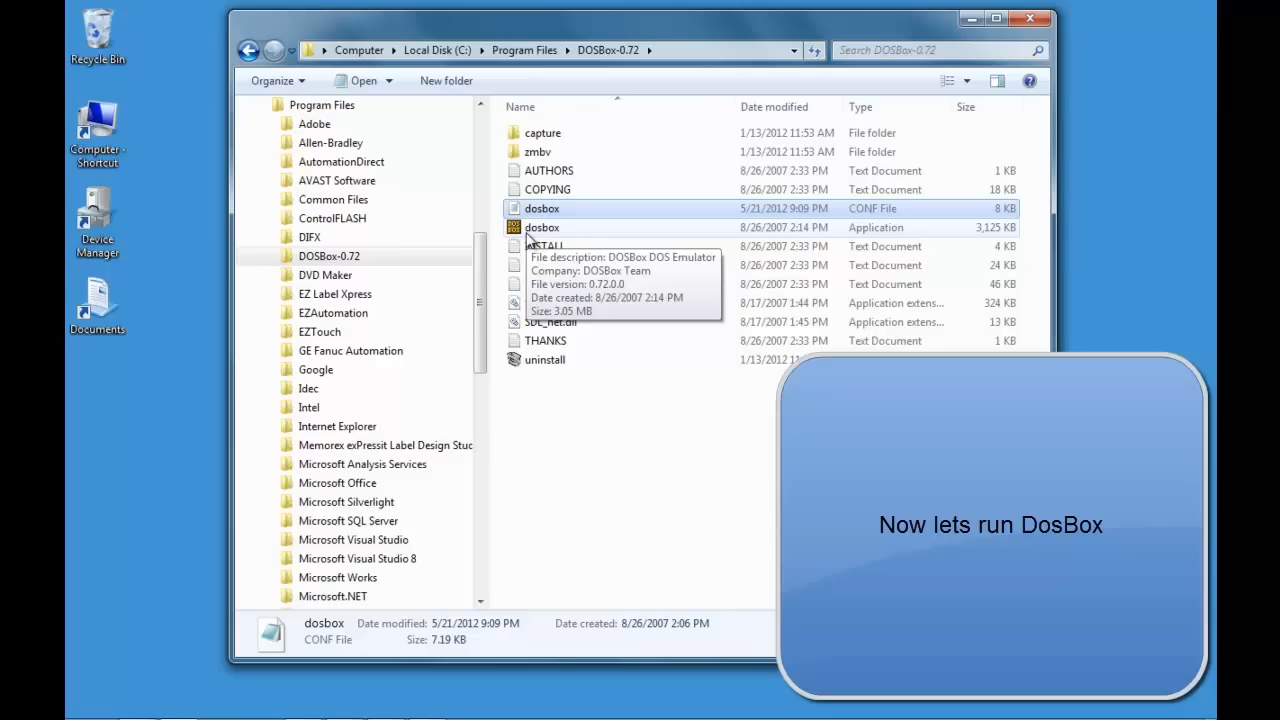 Recycle Bin
Computer - Shortcut
Device Manager
Documents
Computer Local Disk (C:) Program Files DOSBox-0.72
Search DOSBox-0.72
Organize Open New folder
Program Files
Adobe
Allen-Bradley
AutomationDirect
AVAST Software
Common Files
ControlFLASH
DIFX
DOSBox-0.72
DVD Maker
EZ Label Xpress
EZAutomation
EZTouch
GE Fanuc Automation
Google
Idec
Intel
Internet Explorer
Memorex exPressit Label Design Stuc
Microsoft Analysis Services
Microsoft Office
Microsoft Silverlight
Microsoft SQL Server
Microsoft Visual Studio
Microsoft Visual Studio 8
Microsoft Works
Microsoft.NET
Name Date modified Type Size
capture 1/13/2012 11:53 AM File folder
zmbv 1/13/2012 11:53 AM File folder
AUTHORS 8/26/2007 2:33 PM Text Document 1 KB
COPYING 8/26/2007 2:33 PM Text Document 18 KB
dosbox 5/21/2012 9:09 PM CONF File 8 KB
dosbox 8/26/2007 2:14 PM Application 3,125 KB
INSTALL 8/26/2007 2:33 PM Text Document 4 KB
8/26/2007 2:33 PM Text Document 24 KB
8/26/2007 2:33 PM Text Document 46 KB
8/17/2007 1:44 PM Application extens... 324 KB
SDL_net.dll 8/17/2007 1:45 PM Application extens... 13 KB
THANKS 8/26/2007 2:33 PM Text Document 1 KB
uninstall 1/13/2012
File description: DOSBox DOS Emulator
Company: DOSBox Team
File version: 0.72.0.0
Date created: 8/26/2007 2:14 PM
Size: 3.05 MB
Now lets run DosBox
dosbox Date modified: 5/21/2012 9:09 PM Date created: 8/26/2007 2:06 PM
CONF File Size: 7.19 KB